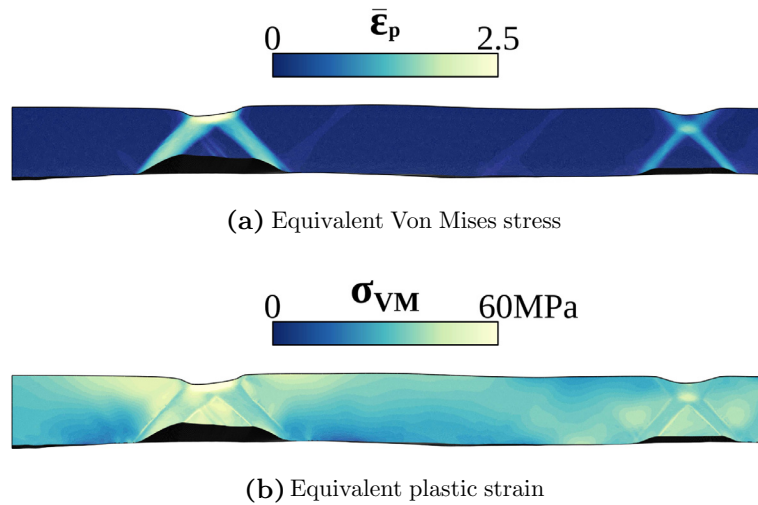 ε̄ₚ
0 2.5
(a) Equivalent Von Mises stress
σVM
0 60MPa
(b) Equivalent plastic strain